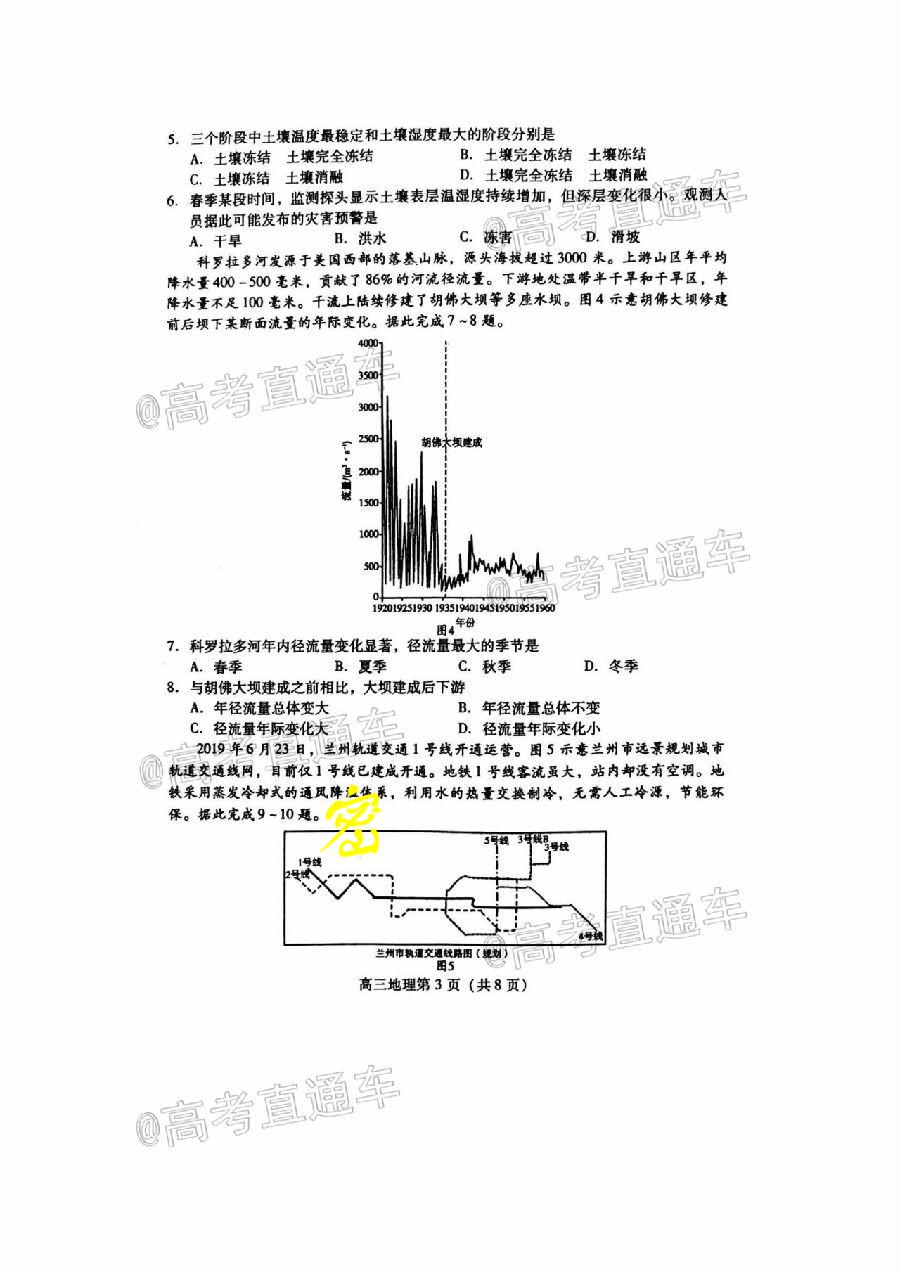 5. 三个阶段中土壤温度最稳定和土壤湿度最大的阶段分别是
A. 土壤冻结 土壤完全冻结 B. 土壤完全冻结 土壤冻结
C. 土壤冻结 土壤消融 D. 土壤完全冻结 土壤消融
6. 春季某段时间，监测探头显示土壤表层温湿度持续增加，但深层变化很小。观测人
员据此可能发布的灾害预警是
A. 干旱 B. 洪水 C. 冻害 D. 滑坡
科罗拉多河发源于美国西部的落基山脉，源头海拔超过3000米。上游山区年平均
降水量400-500毫米，贡献了86%的河流径流量。下游地处温带半干旱和干旱区，年
降水量不足100毫米。干流上陆续修建了胡佛大坝等多座水坝。图4示意胡佛大坝修建
前后坝下某断面流量的年际变化。据此完成7~8题。
4000
3500
3000
2500
2000
1500
1000
500
0
流量/(m³·s⁻¹)
胡佛大坝建成
1920 1925 1930 1935 1940 1945 1950 1955 1960
年份
图4
7. 科罗拉多河年内径流量变化显著，径流量最大的季节是
A. 春季 B. 夏季 C. 秋季 D. 冬季
8. 与胡佛大坝建成之前相比，大坝建成后下游
A. 年径流量总体变大 B. 年径流量总体不变
C. 径流量年际变化大 D. 径流量年际变化小
2019年6月23日，兰州轨道交通1号线开通运营。图5示意兰州市远景规划城市
轨道交通线网，目前仅1号线已建成开通。地铁1号线客流虽大，站内却没有空调。地
铁采用蒸发冷却式的通风降温体系，利用水的热量交换制冷，无需人工冷源，节能环
保。据此完成9~10题。
密
5号线 3号线B
3号线
1号线
2号线
4号线
兰州市轨道交通线路图（规划）
图5
高三地理第3页（共8页）
@高考直通车
@高考直通车
@高考直通车
@高考直通车
@高考直通车
@高考直通车